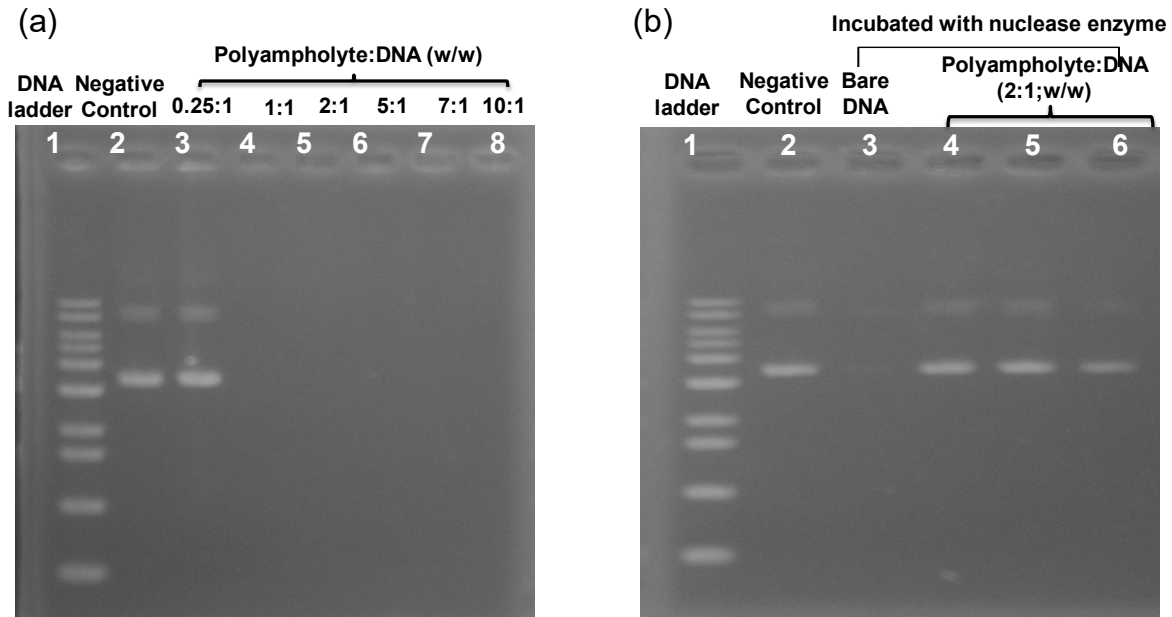 (a)
Polyampholyte:DNA (w/w)
DNA ladder
Negative Control
0.25:1 1:1 2:1 5:1 7:1 10:1
1 2 3 4 5 6 7 8
(b)
Incubated with nuclease enzyme
DNA ladder
Negative Control
Bare DNA
Polyampholyte:DNA
(2:1;w/w)
1 2 3 4 5 6